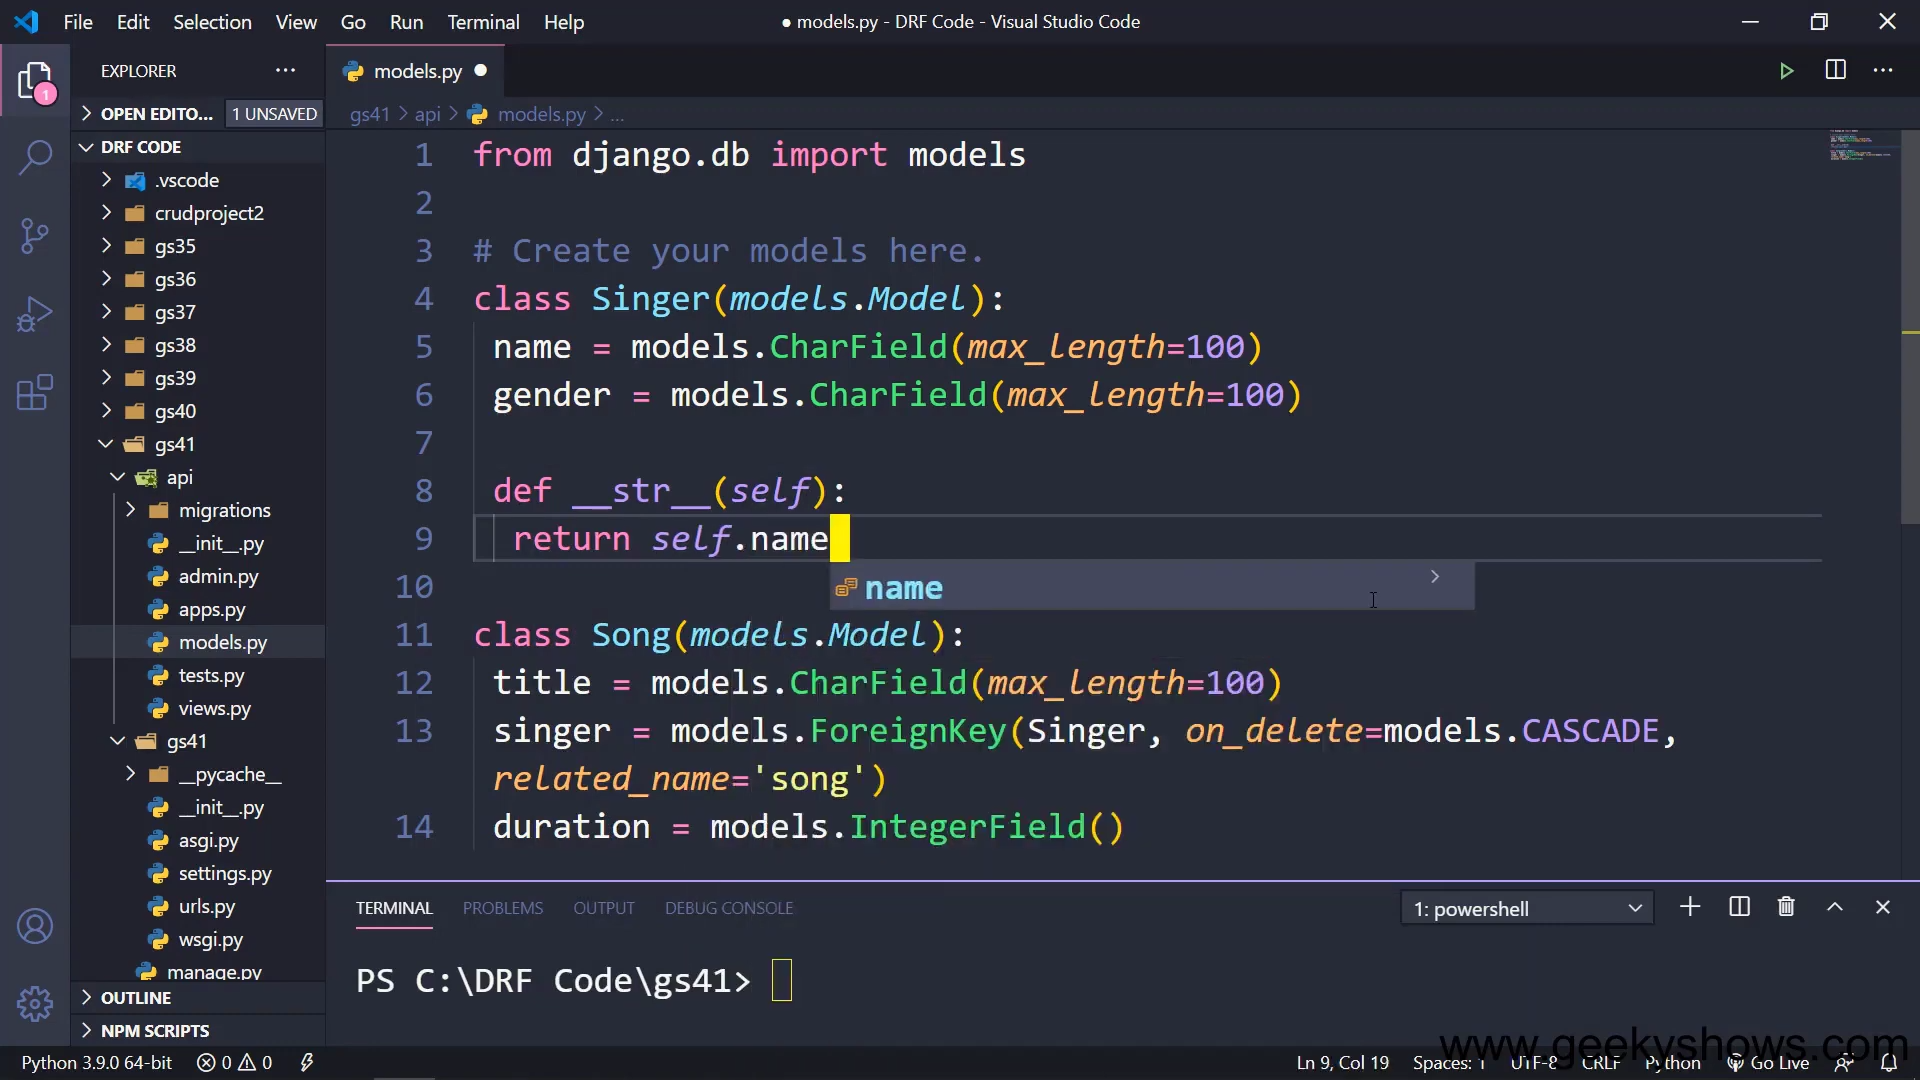 File Edit Selection View Go Run Terminal Help
● models.py - DRF Code - Visual Studio Code
EXPLORER
1
OPEN EDITO... 1 UNSAVED
DRF CODE
.vscode
crudproject2
gs35
gs36
gs37
gs38
gs39
gs40
gs41
api
migrations
__init__.py
admin.py
apps.py
models.py
tests.py
views.py
gs41
__pycache__
__init__.py
asgi.py
settings.py
urls.py
wsgi.py
manage.py
OUTLINE
NPM SCRIPTS
models.py
gs41 > api > models.py > ...
1 from django.db import models
2
3 # Create your models here.
4 class Singer(models.Model):
5 name = models.CharField(max_length=100)
6 gender = models.CharField(max_length=100)
7
8 def __str__(self):
9 return self.name
name
10
11 class Song(models.Model):
12 title = models.CharField(max_length=100)
13 singer = models.ForeignKey(Singer, on_delete=models.CASCADE,
related_name='song')
14 duration = models.IntegerField()
TERMINAL PROBLEMS OUTPUT DEBUG CONSOLE
1: powershell
PS C:\DRF Code\gs41>
www.geekyshows.com
Python 3.9.0 64-bit 0 0
Ln 9, Col 19 Spaces: 1 UTF-8 CRLF Python Go Live